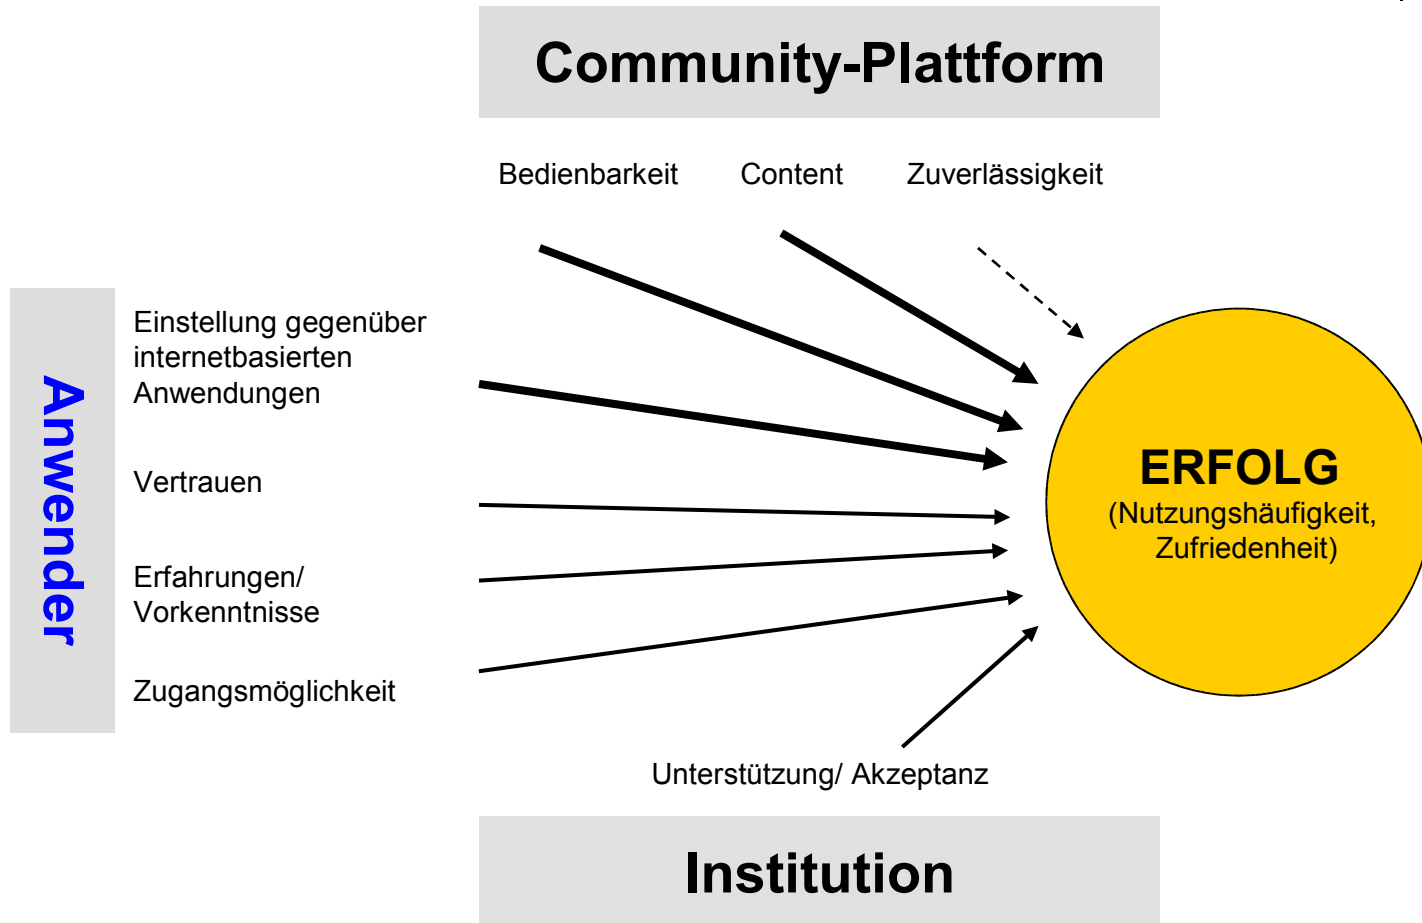 Community-Plattform
Bedienbarkeit
Content
Zuverlässigkeit
Anwender
Einstellung gegenüber
internetbasierten
Anwendungen
Vertrauen
Erfahrungen/
Vorkenntnisse
Zugangsmöglichkeit
ERFOLG
(Nutzungshäufigkeit,
Zufriedenheit)
Unterstützung/ Akzeptanz
Institution